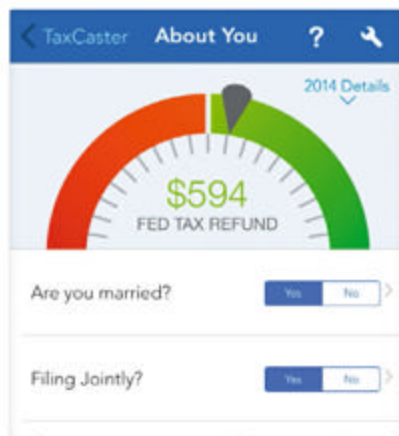 TaxCaster About You ?
2014 Details
$594
FED TAX REFUND
Are you married? Yes No
Filing Jointly? Yes No